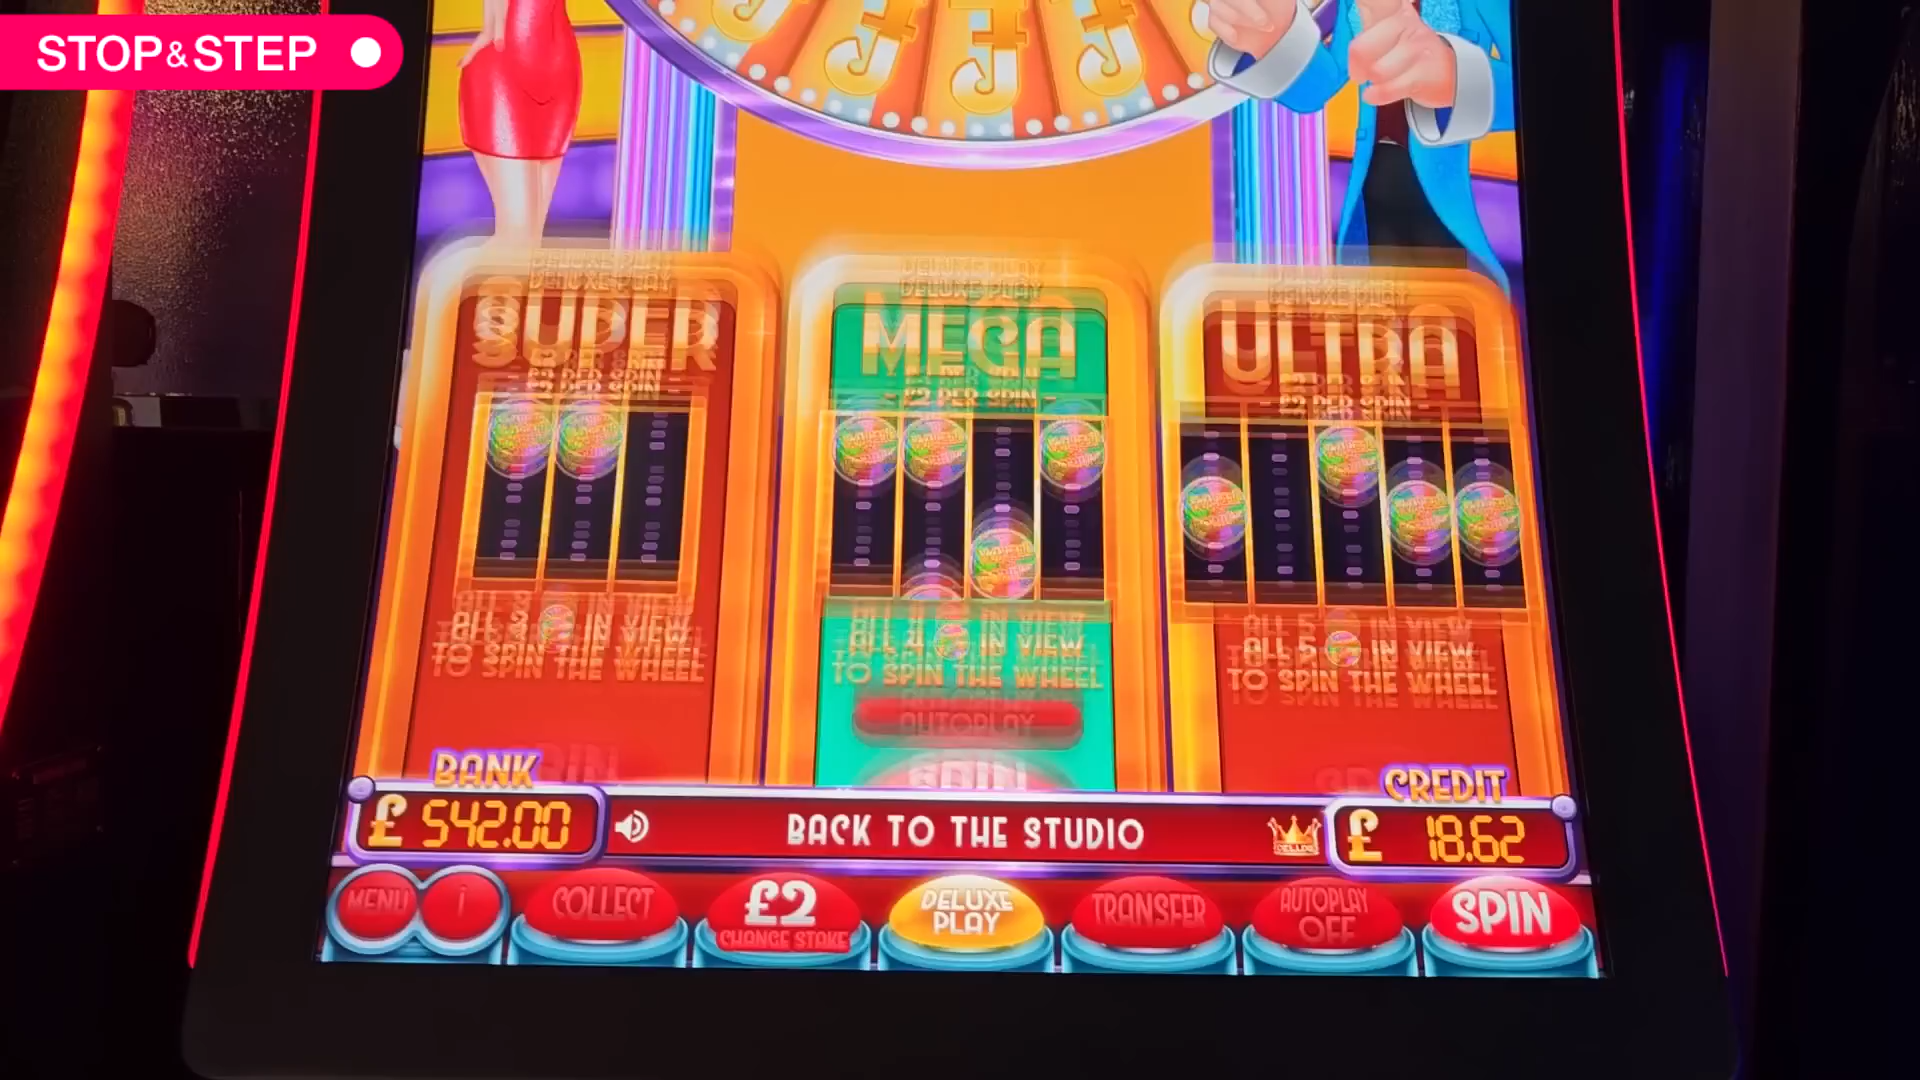 STOP&STEP
DELUXE PLAY
SUPER
- £2 PER SPIN -
ALL 3 IN VIEW
TO SPIN THE WHEEL
DELUXE PLAY
MEGA
- £2 PER SPIN -
ALL 4 IN VIEW
TO SPIN THE WHEEL
AUTOPLAY
SPIN
DELUXE PLAY
ULTRA
- £2 PER SPIN -
ALL 5 IN VIEW
TO SPIN THE WHEEL
BANK
£ 542.00
BACK TO THE STUDIO
CREDIT
£ 18.62
MENU
i
COLLECT
£2
CHANGE STAKE
DELUXE
PLAY
TRANSFER
AUTOPLAY
OFF
SPIN